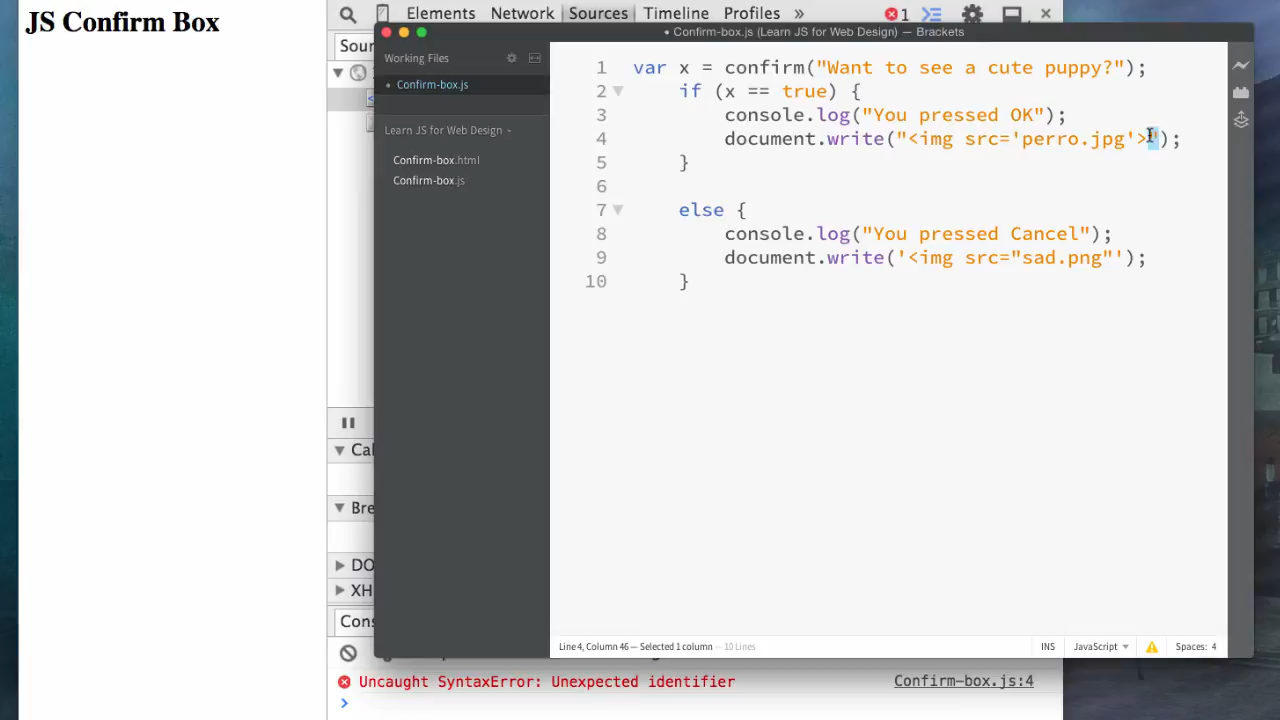 JS Confirm Box
Elements Network Sources Timeline Profiles » 1
Confirm-box.js (Learn JS for Web Design) — Brackets
Working Files
Confirm-box.js
Learn JS for Web Design
Confirm-box.html
Confirm-box.js
1 var x = confirm("Want to see a cute puppy?");
2 if (x == true) {
3 console.log("You pressed OK");
4 document.write("<img src='perro.jpg'>");
5 }
6
7 else {
8 console.log("You pressed Cancel");
9 document.write('<img src="sad.png"');
10 }
Line 4, Column 46 — Selected 1 column — 10 Lines
INS JavaScript Spaces: 4
Uncaught SyntaxError: Unexpected identifier Confirm-box.js:4